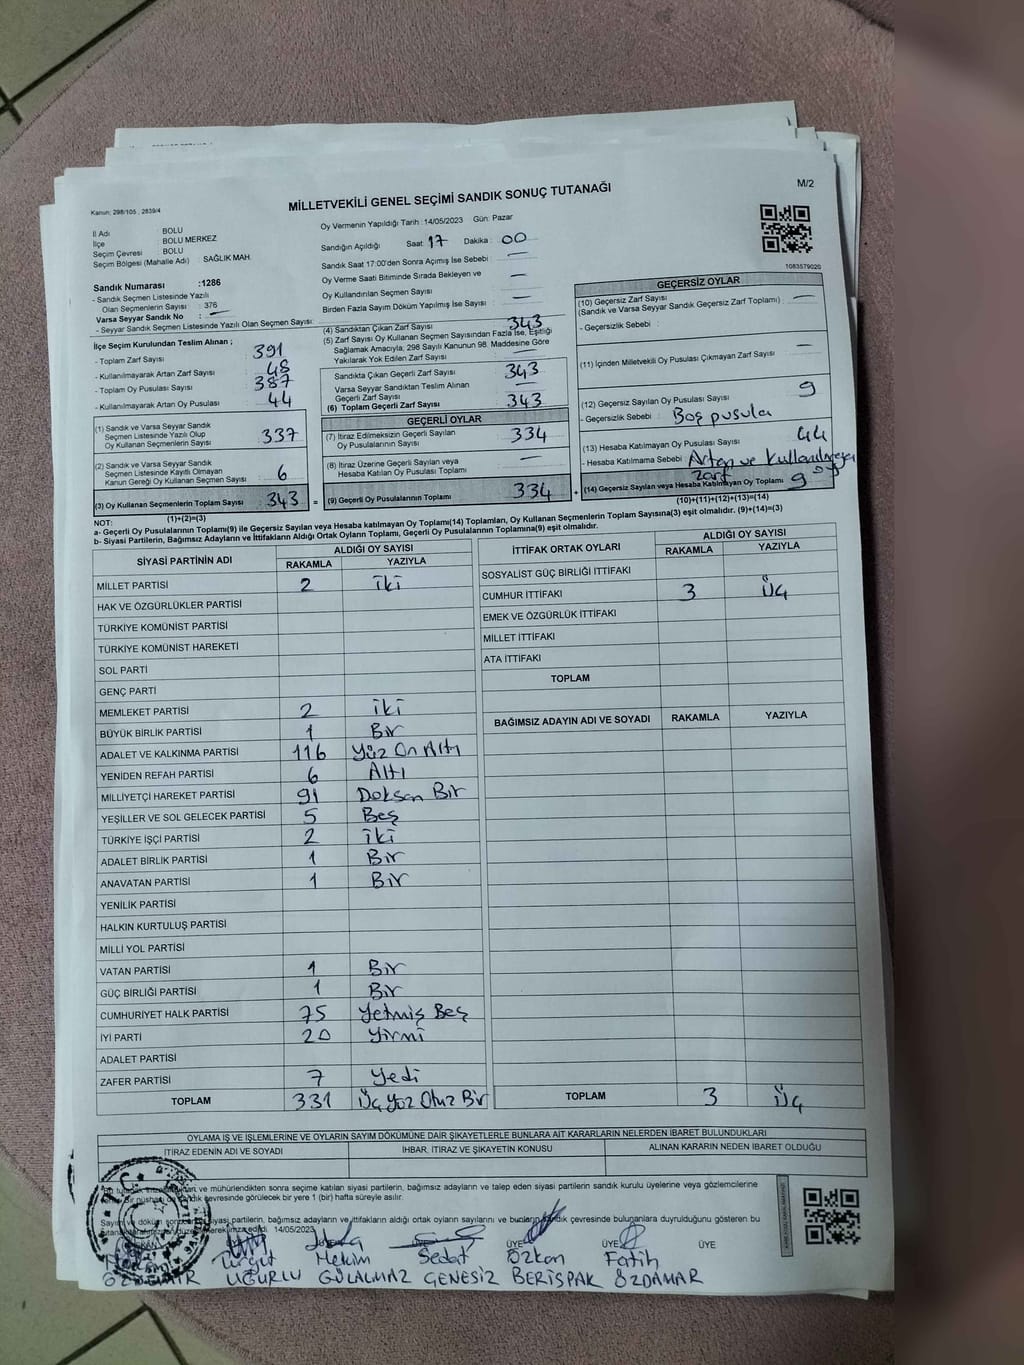 MİLLETVEKİLİ GENEL SEÇİMİ SANDIK SONUÇ TUTANAĞI
M/2
Kanun: 298/105 , 2839/4
İl Adı BOLU
İlçe BOLU MERKEZ
Seçim Çevresi BOLU
Seçim Bölgesi (Mahalle Adı) : SAĞLIK MAH.
Sandık Numarası :1286
- Sandık Seçmen Listesinde Yazılı
Olan Seçmenlerin Sayısı : 376
Varsa Seyyar Sandık No : —
- Seyyar Sandık Seçmen Listesinde Yazılı Olan Seçmen Sayısı:
Oy Vermenin Yapıldığı Tarih : 14/05/2023 Gün: Pazar
Sandığın Açıldığı Saat : 17 Dakika : 00
Sandık Saat 17:00'den Sonra Açımış İse Sebebi : —
Oy Verme Saati Bitiminde Sırada Bekleyen ve
Oy Kullandırılan Seçmen Sayısı : —
Birden Fazla Sayım Döküm Yapılmış İse Sayısı : —
1083579020
İlçe Seçim Kurulundan Teslim Alınan ;
- Toplam Zarf Sayısı : 391
- Kullanılmayarak Artan Zarf Sayısı : 48
- Toplam Oy Pusulası Sayısı : 387
- Kullanılmayarak Artan Oy Pusulası : 44
(1) Sandık ve Varsa Seyyar Sandık
Seçmen Listesinde Yazılı Olup
Oy Kullanan Seçmenlerin Sayısı : 337
(2) Sandık ve Varsa Seyyar Sandık
Seçmen Listesinde Kayıtlı Olmayan
Kanun Gereği Oy Kullanan Seçmen Sayısı : 6
(3) Oy Kullanan Seçmenlerin Toplam Sayısı : 343
(1)+(2)=(3)
(4) Sandıktan Çıkan Zarf Sayısı : 343
(5) Zarf Sayısı Oy Kullanan Seçmen Sayısından Fazla İse, Eşitliği
Sağlamak Amacıyla; 298 Sayılı Kanunun 98. Maddesine Göre
Yakılarak Yok Edilen Zarf Sayısı : —
Sandıkta Çıkan Geçerli Zarf Sayısı : 343
Varsa Seyyar Sandıktan Teslim Alınan
Geçerli Zarf Sayısı : —
(6) Toplam Geçerli Zarf Sayısı : 343
GEÇERLİ OYLAR
(7) İtiraz Edilmeksizin Geçerli Sayılan
Oy Pusulalarının Sayısı : 334
(8) İtiraz Üzerine Geçerli Sayılan veya
Hesaba Katılan Oy Pusulası Toplamı : —
= (9) Geçerli Oy Pusulalarının Toplamı : 334
GEÇERSİZ OYLAR
(10) Geçersiz Zarf Sayısı : —
(Sandık ve Varsa Seyyar Sandık Geçersiz Zarf Toplamı)
- Geçersizlik Sebebi :
(11) İçinden Milletvekili Oy Pusulası Çıkmayan Zarf Sayısı : —
(12) Geçersiz Sayılan Oy Pusulası Sayısı : 9
- Geçersizlik Sebebi : Boş pusula
(13) Hesaba Katılmayan Oy Pusulası Sayısı : 44
- Hesaba Katılmama Sebebi : Artan ve
zarf
+ (14) Geçersiz Sayılan veya Hesaba Katılmayan Oy Toplamı : 9
(10)+(11)+(12)+(13)=(14)
NOT:
a- Geçerli Oy Pusulalarının Toplamı(9) ile Geçersiz Sayılan veya Hesaba katılmayan Oy Toplamı(14) Toplamları, Oy Kullanan Seçmenlerin Toplam Sayısına(3) eşit olmalıdır. (9)+(14)=(3)
b- Siyasi Partilerin, Bağımsız Adayların ve İttifakların Aldığı Ortak Oyların Toplamı, Geçerli Oy Pusulalarının Toplamına(9) eşit olmalıdır.
SİYASİ PARTİNİN ADI ALDIĞI OY SAYISI
RAKAMLA YAZIYLA
MİLLET PARTİSİ 2 iki
HAK VE ÖZGÜRLÜKLER PARTİSİ
TÜRKİYE KOMÜNİST PARTİSİ
TÜRKİYE KOMÜNİST HAREKETİ
SOL PARTİ
GENÇ PARTİ
MEMLEKET PARTİSİ 2 iki
BÜYÜK BİRLİK PARTİSİ 1 Bir
ADALET VE KALKINMA PARTİSİ 116 Yüz On Altı
YENİDEN REFAH PARTİSİ 6 Altı
MİLLİYETÇİ HAREKET PARTİSİ 91 Doksan Bir
YEŞİLLER VE SOL GELECEK PARTİSİ 5 Beş
TÜRKİYE İŞÇİ PARTİSİ 2 iki
ADALET BİRLİK PARTİSİ 1 Bir
ANAVATAN PARTİSİ 1 Bir
YENİLİK PARTİSİ
HALKIN KURTULUŞ PARTİSİ
MİLLİ YOL PARTİSİ
VATAN PARTİSİ 1 Bir
GÜÇ BİRLİĞİ PARTİSİ 1 Bir
CUMHURİYET HALK PARTİSİ 75 Yetmiş Beş
İYİ PARTİ 20 Yirmi
ADALET PARTİSİ
ZAFER PARTİSİ 7 Yedi
TOPLAM 331 Üç Yüz Otuz Bir
İTTİFAK ORTAK OYLARI ALDIĞI OY SAYISI
RAKAMLA YAZIYLA
SOSYALİST GÜÇ BİRLİĞİ İTTİFAKI
CUMHUR İTTİFAKI 3 Üç
EMEK VE ÖZGÜRLÜK İTTİFAKI
MİLLET İTTİFAKI
ATA İTTİFAKI
TOPLAM
BAĞIMSIZ ADAYIN ADI VE SOYADI RAKAMLA YAZIYLA
TOPLAM 3 Üç
OYLAMA İŞ VE İŞLEMLERİNE VE OYLARIN SAYIM DÖKÜMÜNE DAİR ŞİKAYETLERLE BUNLARA AİT KARARLARIN NELERDEN İBARET BULUNDUKLARI
İTİRAZ EDENİN ADI VE SOYADI İHBAR, İTİRAZ VE ŞİKAYETİN KONUSU ALINAN KARARIN NEDEN İBARET OLDUĞU
ve mühürlendikten sonra seçime katılan siyasi partilerin, bağımsız adayların ve talep eden siyasi partilerin sandık kurulu üyelerine veya gözlemcilerine
çevresinde görülecek bir yere 1 (bir) hafta süreyle asılır.
siyasi partilerin, bağımsız adayların ve ittifakların aldığı ortak oyların sayılarını ve çevresinde bulunanlara duyrulduğunu gösteren bu
14/05/2023
ÜYE ÜYE ÜYE
Turgut Hekim Sedat Özkan Fatih
UĞURLU GÜLALMAZ GENESİZ BERİSPAK ÖZDAMAR